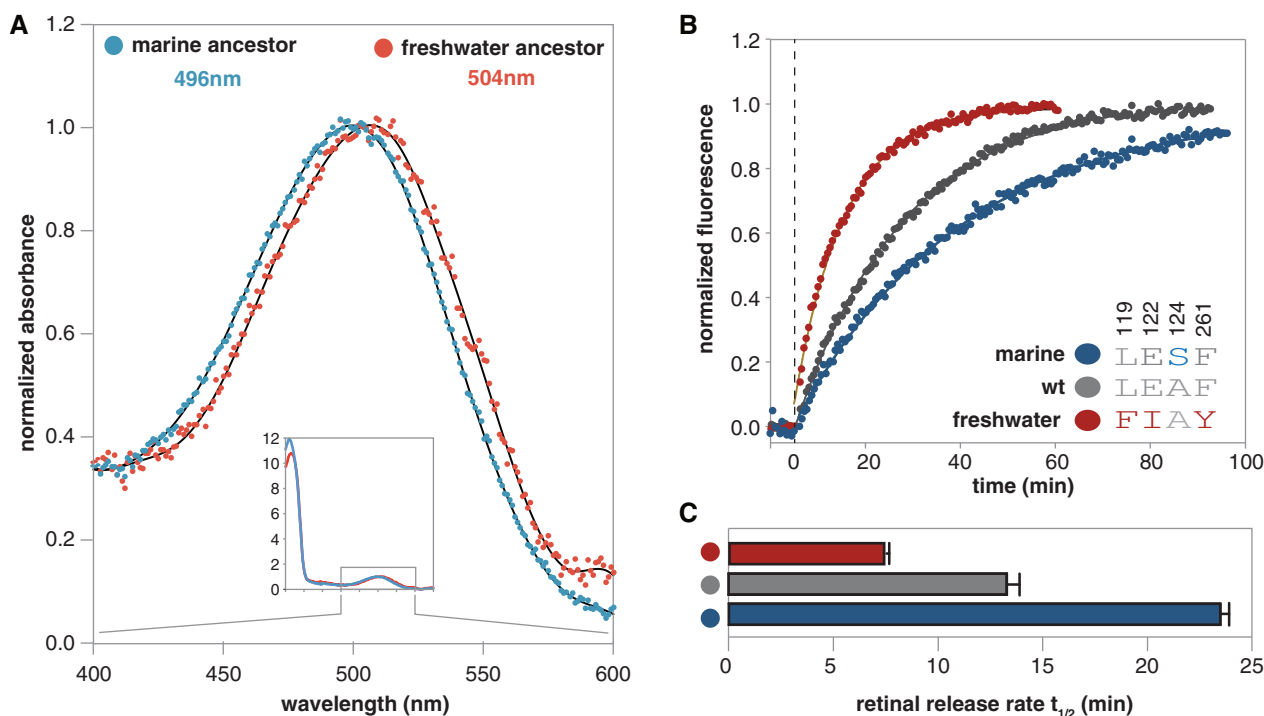 A
1.2
1.0
0.8
0.6
0.4
0.2
0.0
normalized absorbance
marine ancestor
496nm
freshwater ancestor
504nm
12
10
8
6
4
2
0
400
450
500
550
600
wavelength (nm)
B
1.2
1.0
0.8
0.6
0.4
0.2
0.0
normalized fluorescence
119
122
124
261
marine LESF
wt LEAF
freshwater FIAY
0
20
40
60
80
100
time (min)
C
0
5
10
15
20
25
retinal release rate t1/2 (min)